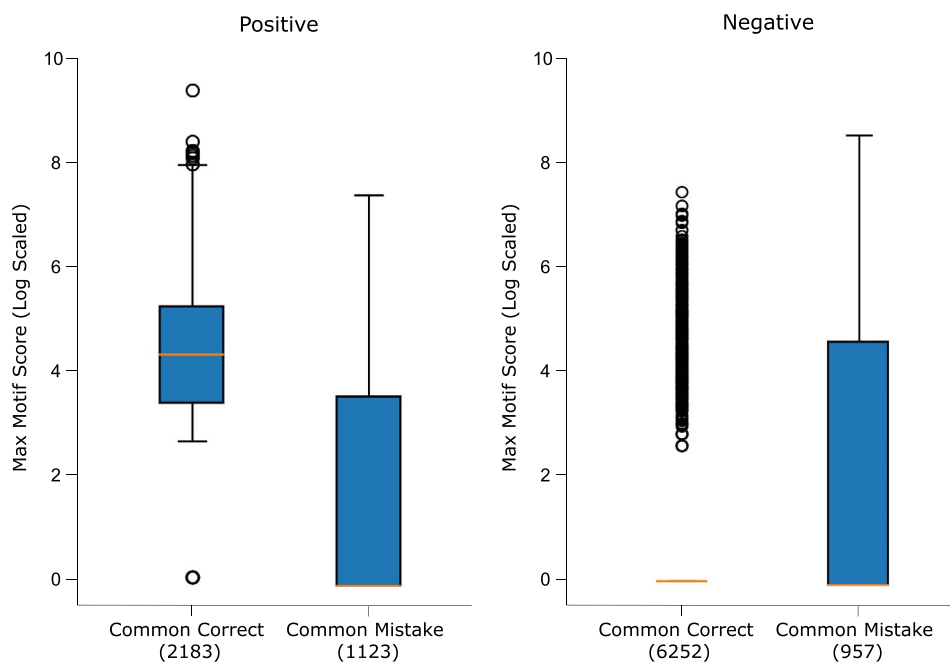 Positive
Max Motif Score (Log Scaled)
10
8
6
4
2
0
Common Correct
(2183)
Common Mistake
(1123)
Negative
Max Motif Score (Log Scaled)
10
8
6
4
2
0
Common Correct
(6252)
Common Mistake
(957)